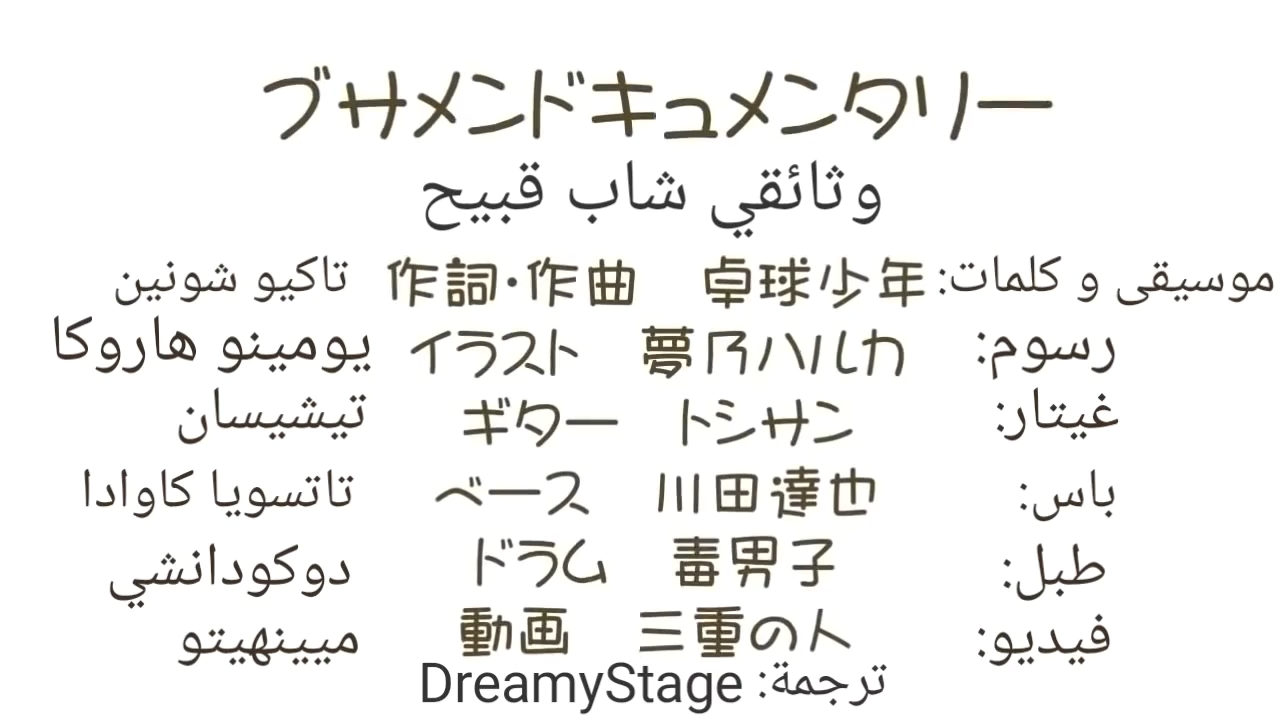 ブサメンドキュメンタリー
وثائقي شاب قبيح
موسيقى و كلمات: 作詞・作曲 卓球少年 تاكيو شونين
رسوم: イラスト 夢乃ハルカ يومينو هاروكا
غيتار: ギター トシサン تيشيسان
باس: ベース 川田達也 تاتسويا كاوادا
طبل: ドラム 毒男子 دوكودانشي
فيديو: 動画 三重の人 ميينهيتو
ترجمة: DreamyStage